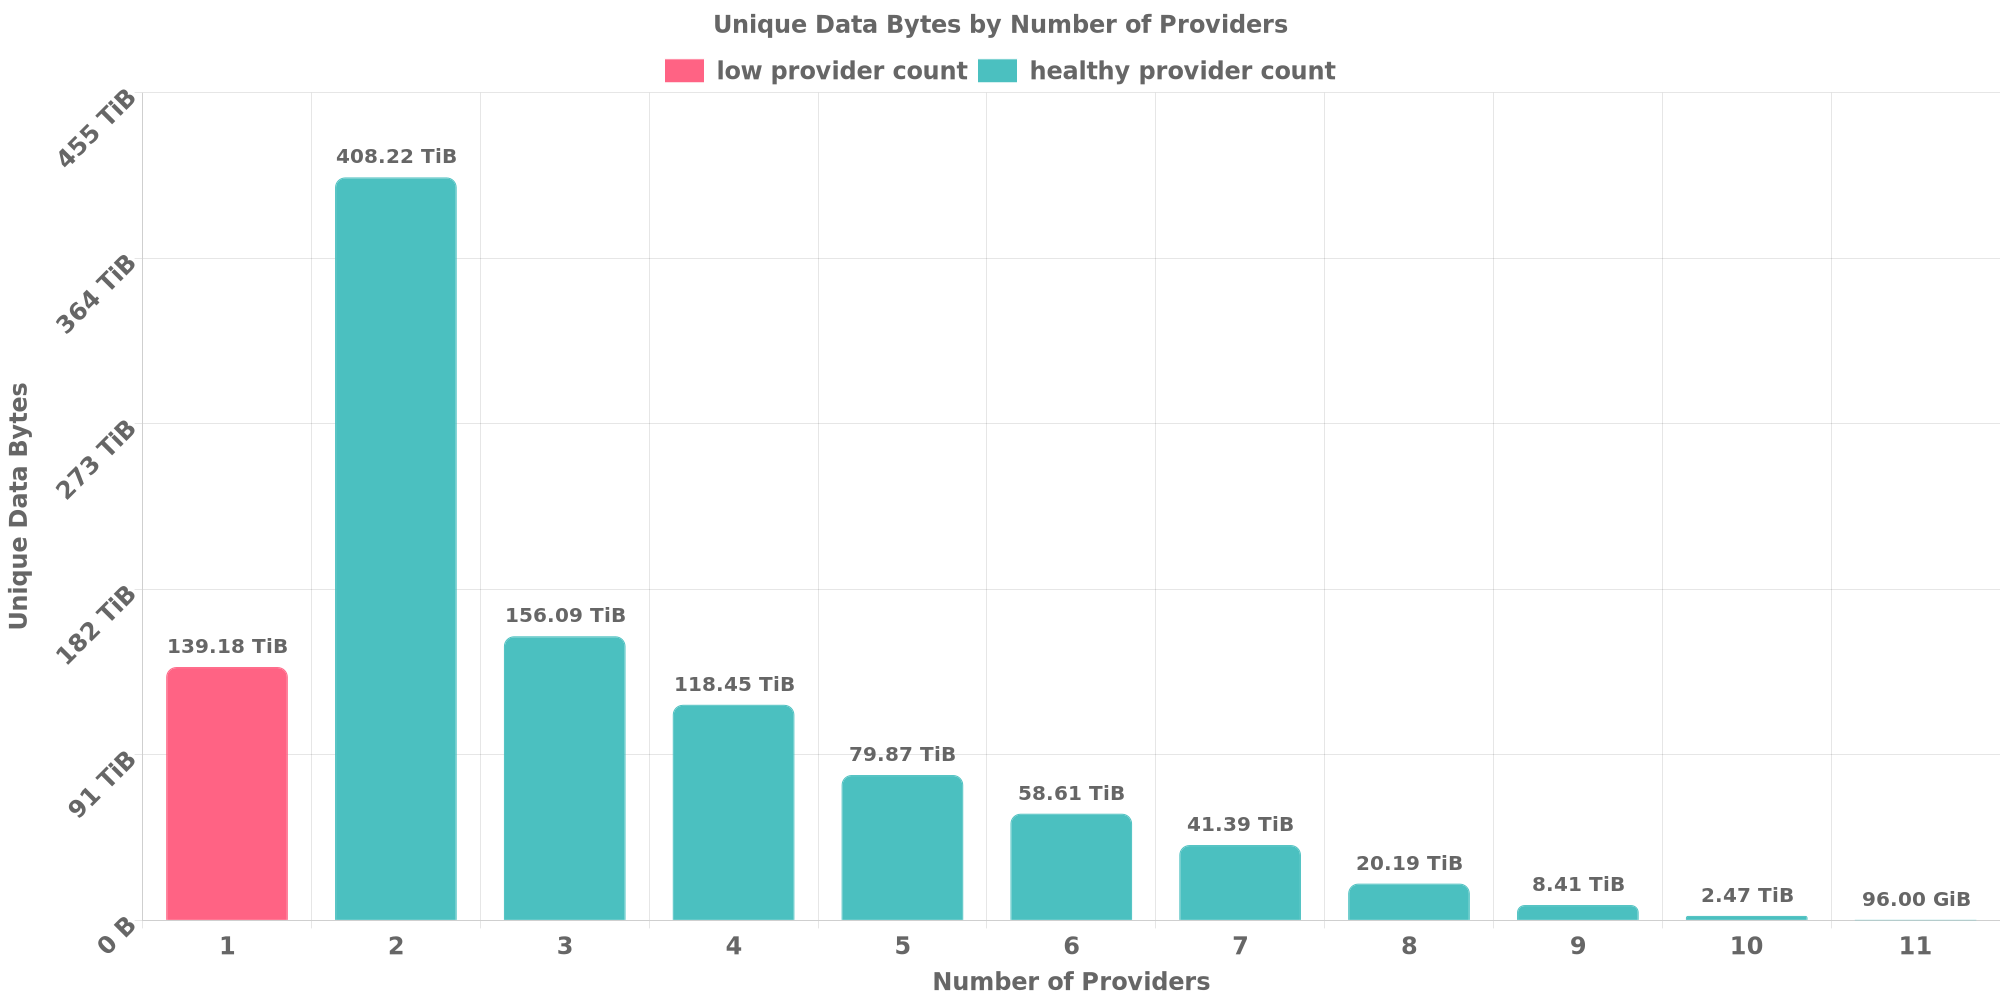 Unique Data Bytes by Number of Providers
low provider count healthy provider count
455 TiB
364 TiB
273 TiB
182 TiB
91 TiB
0 B
Unique Data Bytes
139.18 TiB
408.22 TiB
156.09 TiB
118.45 TiB
79.87 TiB
58.61 TiB
41.39 TiB
20.19 TiB
8.41 TiB
2.47 TiB
96.00 GiB
1 2 3 4 5 6 7 8 9 10 11
Number of Providers